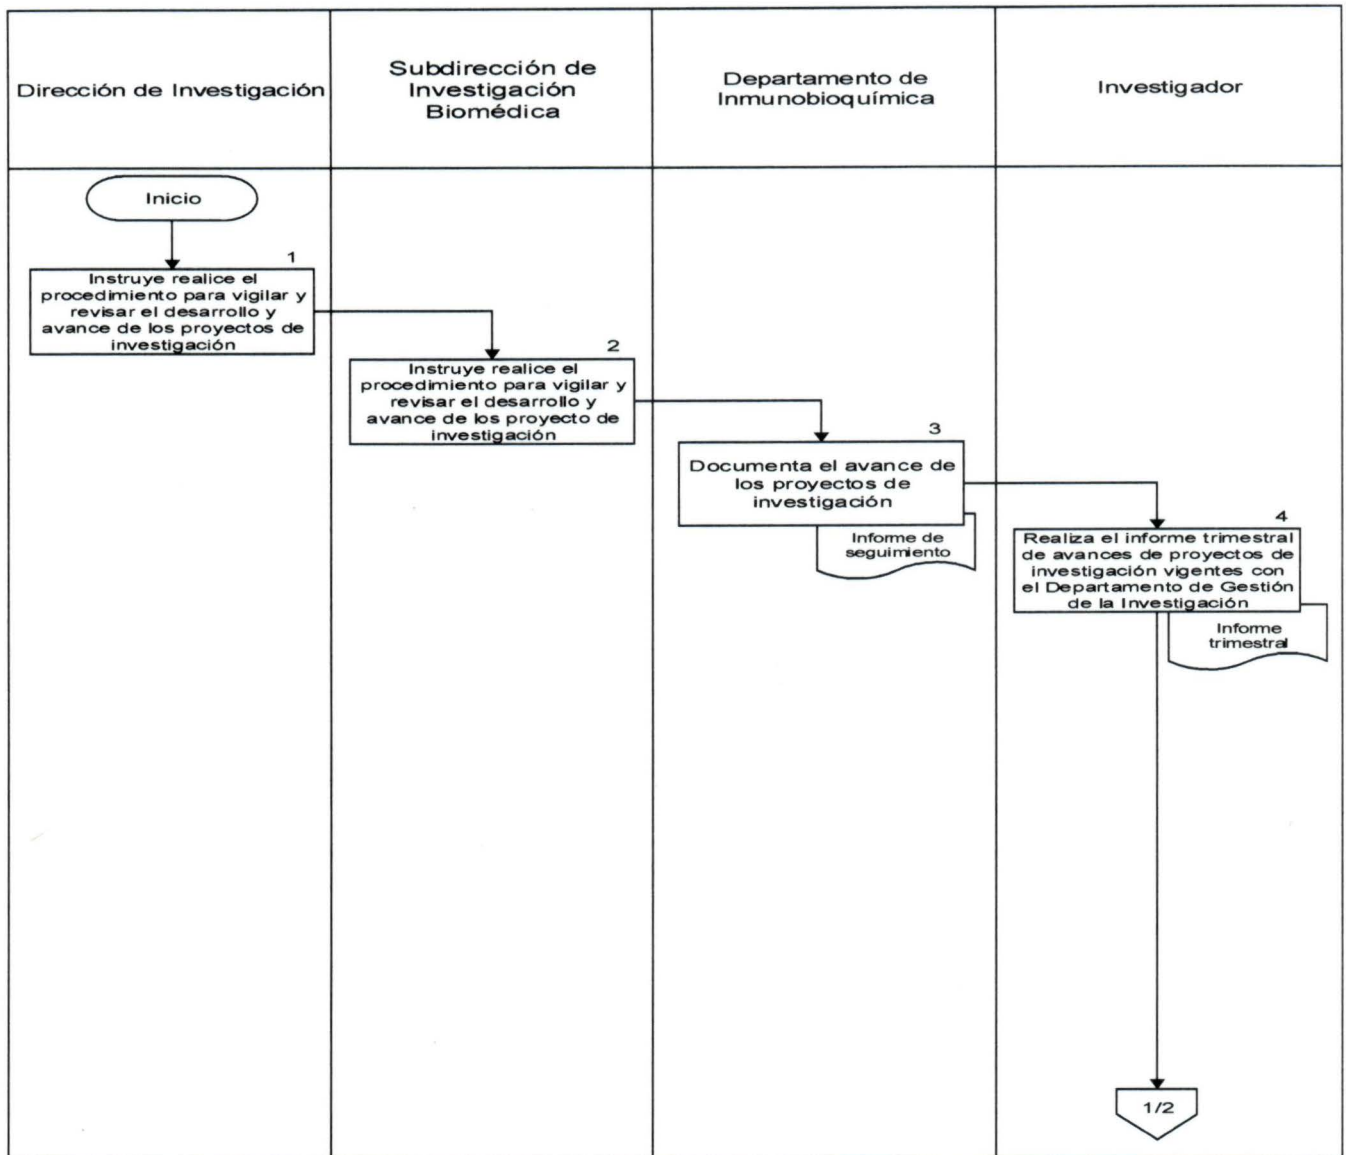 Dirección de Investigación
Subdirección de
Investigación
Biomédica
Departamento de
Inmunobioquímica
Investigador
Inicio
1
Instruye realice el
procedimiento para vigilar y
revisar el desarrollo y
avance de los proyectos de
investigación
2
Instruye realice el
procedimiento para vigilar y
revisar el desarrollo y
avance de los proyecto de
investigación
3
Documenta el avance de
los proyectos de
investigación
Informe de
seguimiento
4
Realiza el informe trimestral
de avances de proyectos de
investigación vigentes con
el Departamento de Gestión
de la Investigación
Informe
trimestral
1/2